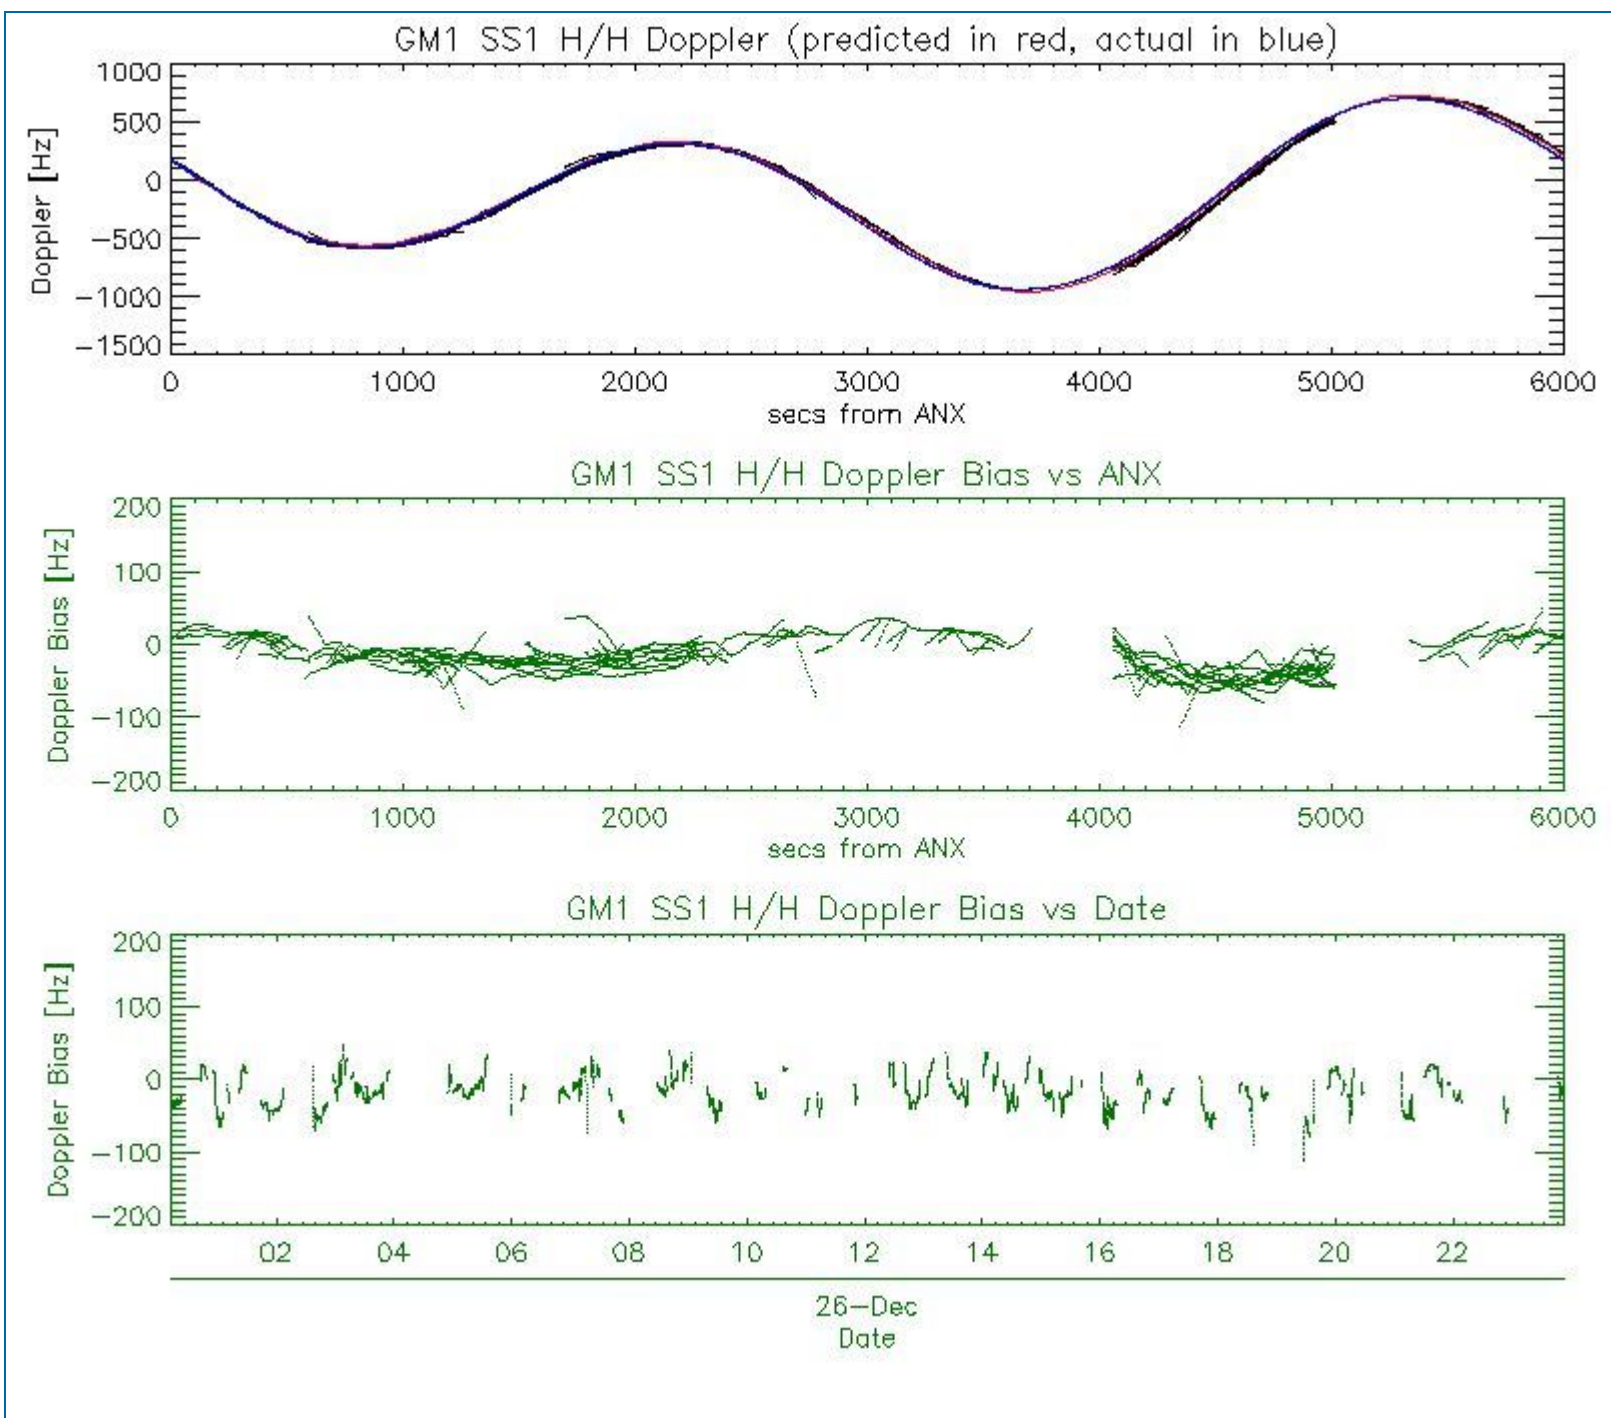 GM1 SS1 H/H Doppler (predicted in red, actual in blue)
Doppler [Hz]
1000
500
0
-500
-1000
-1500
0 1000 2000 3000 4000 5000 6000
secs from ANX
GM1 SS1 H/H Doppler Bias vs ANX
Doppler Bias [Hz]
200
100
0
-100
-200
0 1000 2000 3000 4000 5000 6000
secs from ANX
GM1 SS1 H/H Doppler Bias vs Date
Doppler Bias [Hz]
200
100
0
-100
-200
02 04 06 08 10 12 14 16 18 20 22
26-Dec
Date